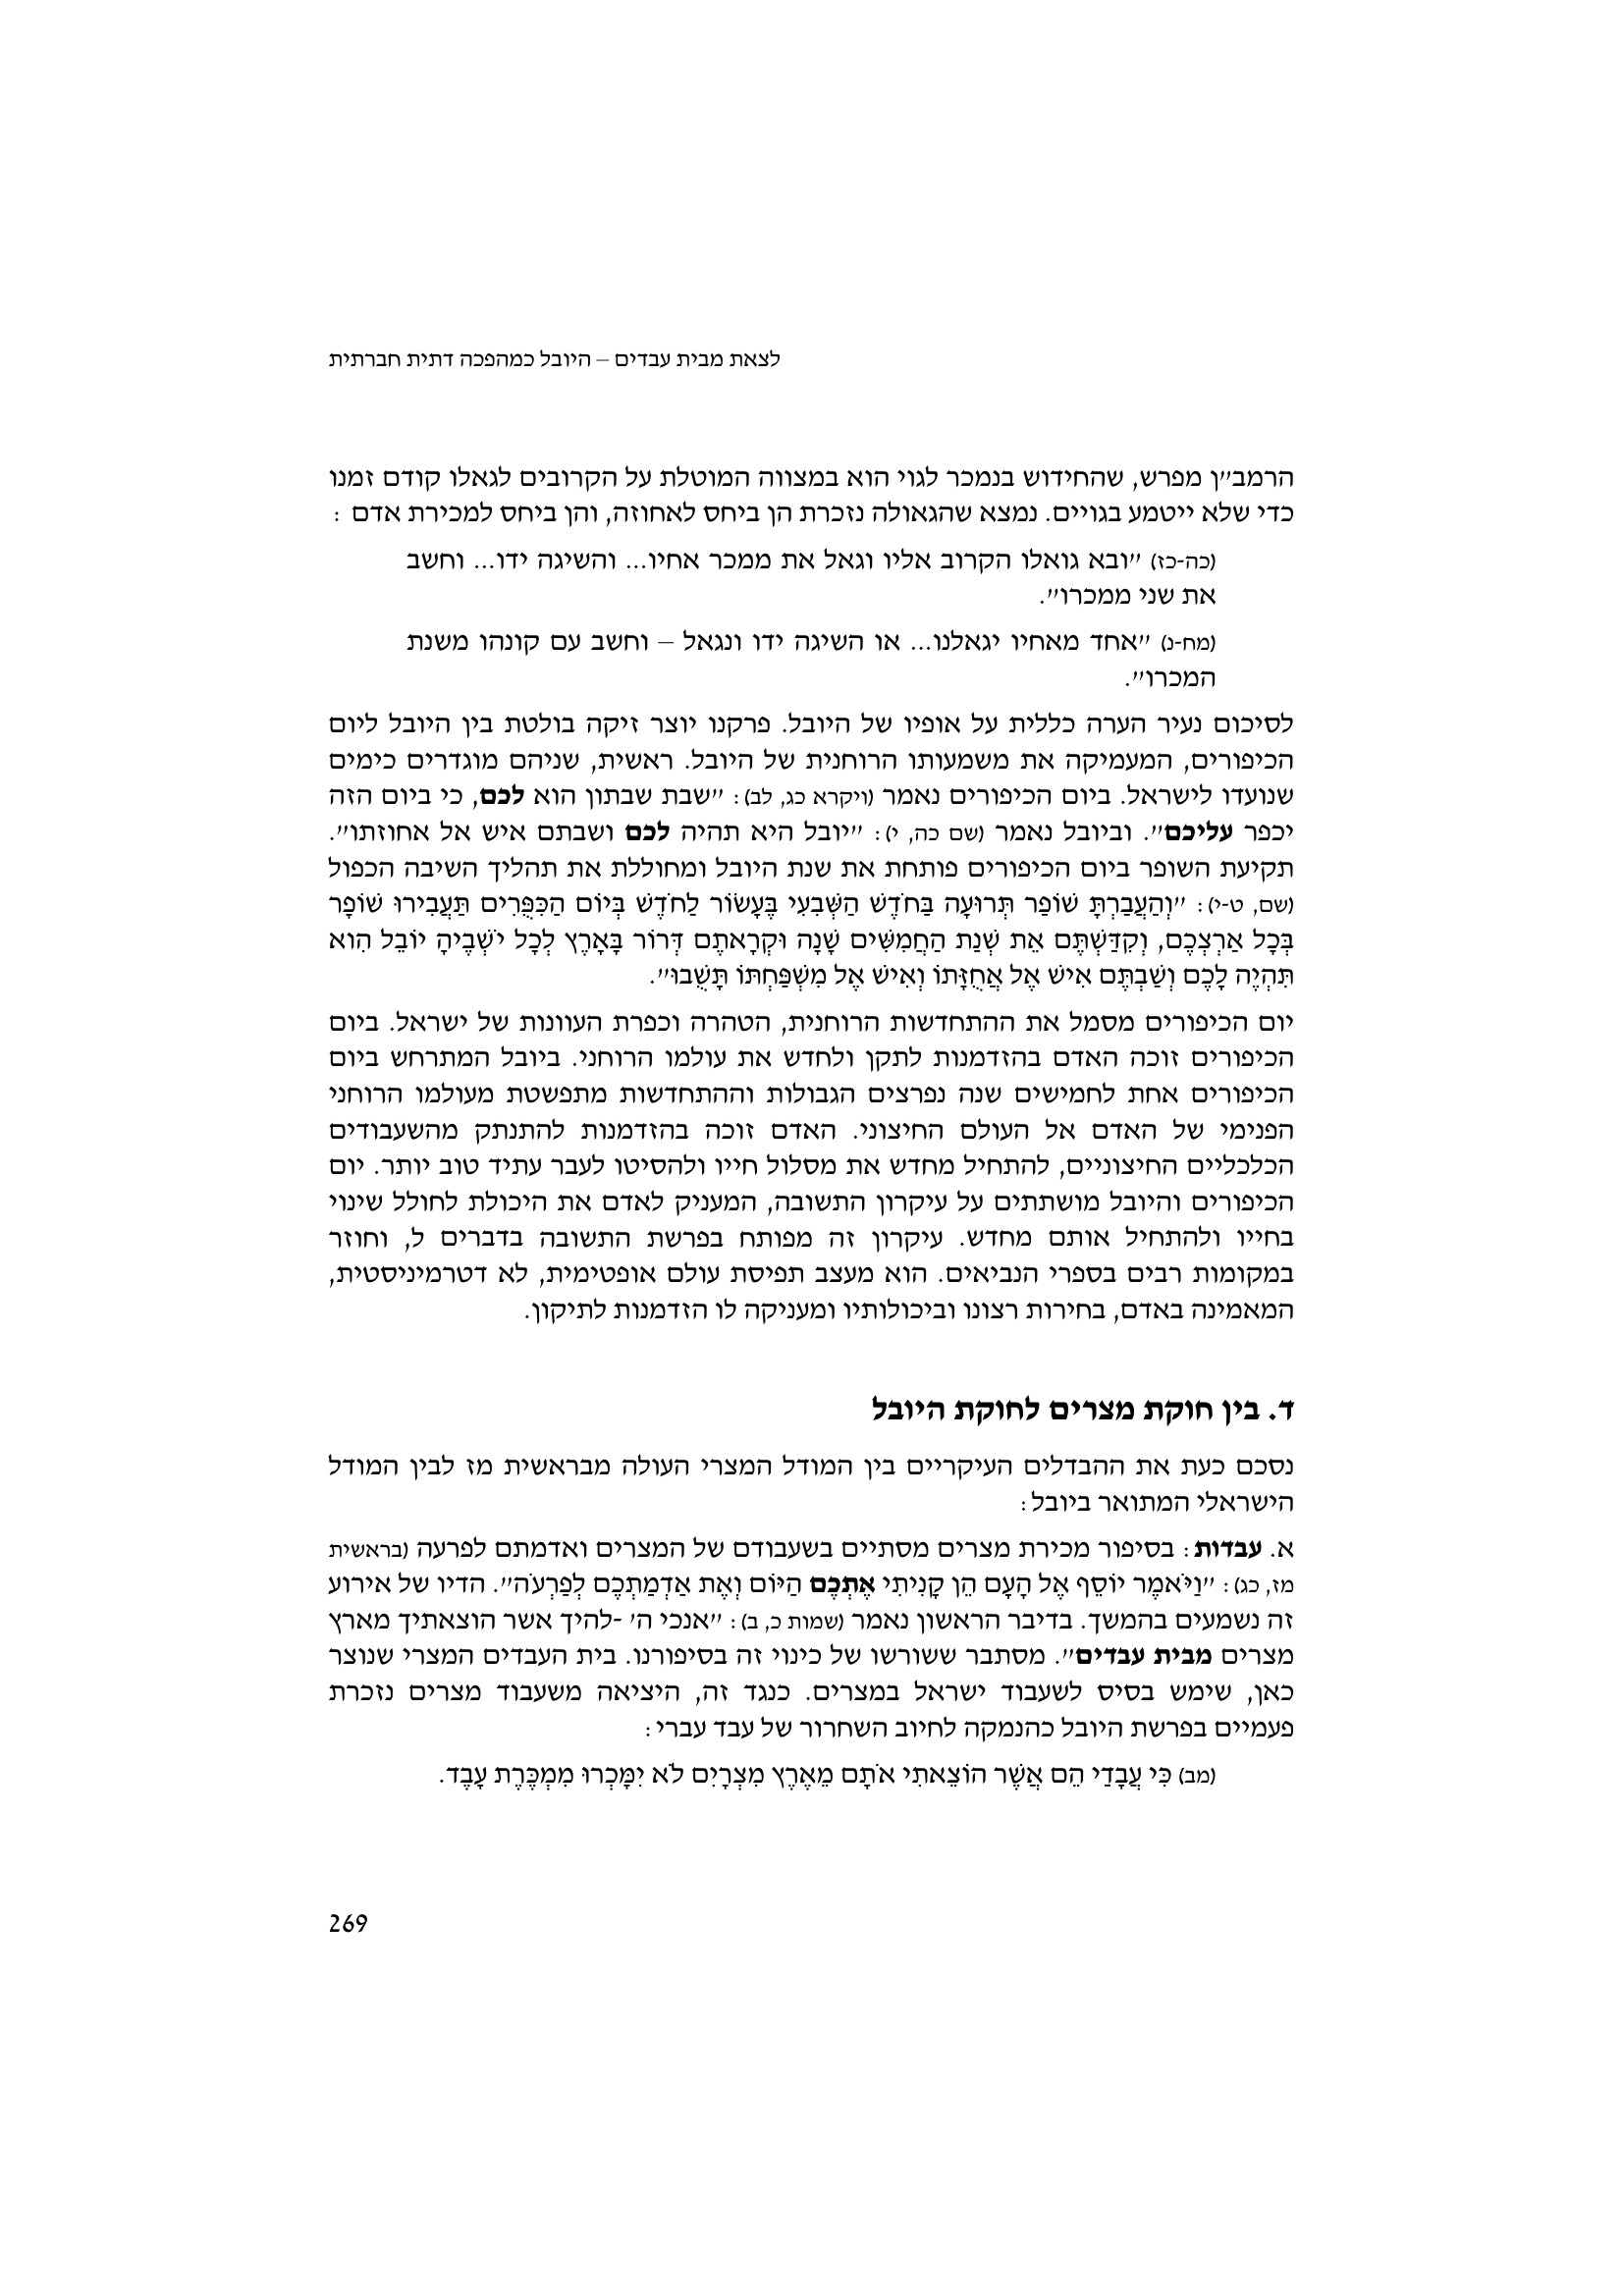 לצאת מבית עבדים – היובל כמהפכה דתית חברתית
הרמב"ן מפרש, שהחידוש בנמכר לגוי הוא במצווה המוטלת על הקרובים לגאלו קודם זמנו
כדי שלא ייטמע בגויים. נמצא שהגאולה נזכרת הן ביחס לאחוזה, והן ביחס למכירת אדם :
(כה-כז) "ובא גואלו הקרוב אליו וגאל את ממכר אחיו... והשיגה ידו... וחשב
את שני ממכרו".
(מח-נ) "אחד מאחיו יגאלנו... או השיגה ידו ונגאל – וחשב עם קונהו משנת
המכרו".
לסיכום נעיר הערה כללית על אופיו של היובל. פרקנו יוצר זיקה בולטת בין היובל ליום
הכיפורים, המעמיקה את משמעותו הרוחנית של היובל. ראשית, שניהם מוגדרים כימים
שנועדו לישראל. ביום הכיפורים נאמר (ויקרא כג, לב): "שבת שבתון הוא לכם, כי ביום הזה
יכפר עליכם". וביובל נאמר (שם כה, י): "יובל היא תהיה לכם ושבתם איש אל אחוזתו".
תקיעת השופר ביום הכיפורים פותחת את שנת היובל ומחוללת את תהליך השיבה הכפול
(שם, ט-י): "וְהַעֲבַרְתָּ שׁוֹפַר תְּרוּעָה בַּחֹדֶשׁ הַשְּׁבִעִי בֶּעָשׂוֹר לַחֹדֶשׁ בְּיוֹם הַכִּפֻּרִים תַּעֲבִירוּ שׁוֹפָר
בְּכָל אַרְצְכֶם, וְקִדַּשְׁתֶּם אֵת שְׁנַת הַחֲמִשִּׁים שָׁנָה וּקְרָאתֶם דְּרוֹר בָּאָרֶץ לְכָל יֹשְׁבֶיהָ יוֹבֵל הִוא
תִּהְיֶה לָכֶם וְשַׁבְתֶּם אִישׁ אֶל אֲחֻזָּתוֹ וְאִישׁ אֶל מִשְׁפַּחְתּוֹ תָּשֻׁבוּ".
יום הכיפורים מסמל את ההתחדשות הרוחנית, הטהרה וכפרת העוונות של ישראל. ביום
הכיפורים זוכה האדם בהזדמנות לתקן ולחדש את עולמו הרוחני. ביובל המתרחש ביום
הכיפורים אחת לחמישים שנה נפרצים הגבולות וההתחדשות מתפשטת מעולמו הרוחני
הפנימי של האדם אל העולם החיצוני. האדם זוכה בהזדמנות להתנתק מהשעבודים
הכלכליים החיצוניים, להתחיל מחדש את מסלול חייו ולהסיטו לעבר עתיד טוב יותר. יום
הכיפורים והיובל מושתתים על עיקרון התשובה, המעניק לאדם את היכולת לחולל שינוי
בחייו ולהתחיל אותם מחדש. עיקרון זה מפותח בפרשת התשובה בדברים ל, וחוזר
במקומות רבים בספרי הנביאים. הוא מעצב תפיסת עולם אופטימית, לא דטרמיניסטית,
המאמינה באדם, בחירות רצונו וביכולותיו ומעניקה לו הזדמנות לתיקון.
ד. בין חוקת מצרים לחוקת היובל
נסכם כעת את ההבדלים העיקריים בין המודל המצרי העולה מבראשית מז לבין המודל
הישראלי המתואר ביובל:
א. עבדות: בסיפור מכירת מצרים מסתיים בשעבודם של המצרים ואדמתם לפרעה (בראשית
מז, כג): "וַיֹּאמֶר יוֹסֵף אֶל הָעָם הֵן קָנִיתִי אֶתְכֶם הַיּוֹם וְאֶת אַדְמַתְכֶם לְפַרְעֹה". הדיו של אירוע
זה נשמעים בהמשך. בדיבר הראשון נאמר (שמות כ, ב): "אנכי ה' -להיך אשר הוצאתיך מארץ
מצרים מבית עבדים". מסתבר ששורשו של כינוי זה בסיפורנו. בית העבדים המצרי שנוצר
כאן, שימש בסיס לשעבוד ישראל במצרים. כנגד זה, היציאה משעבוד מצרים נזכרת
פעמיים בפרשת היובל כהנמקה לחיוב השחרור של עבד עברי:
(מב) כִּי עֲבָדַי הֵם אֲשֶׁר הוֹצֵאתִי אֹתָם מֵאֶרֶץ מִצְרָיִם לֹא יִמָּכְרוּ מִמְכֶּרֶת עָבֶד.
269